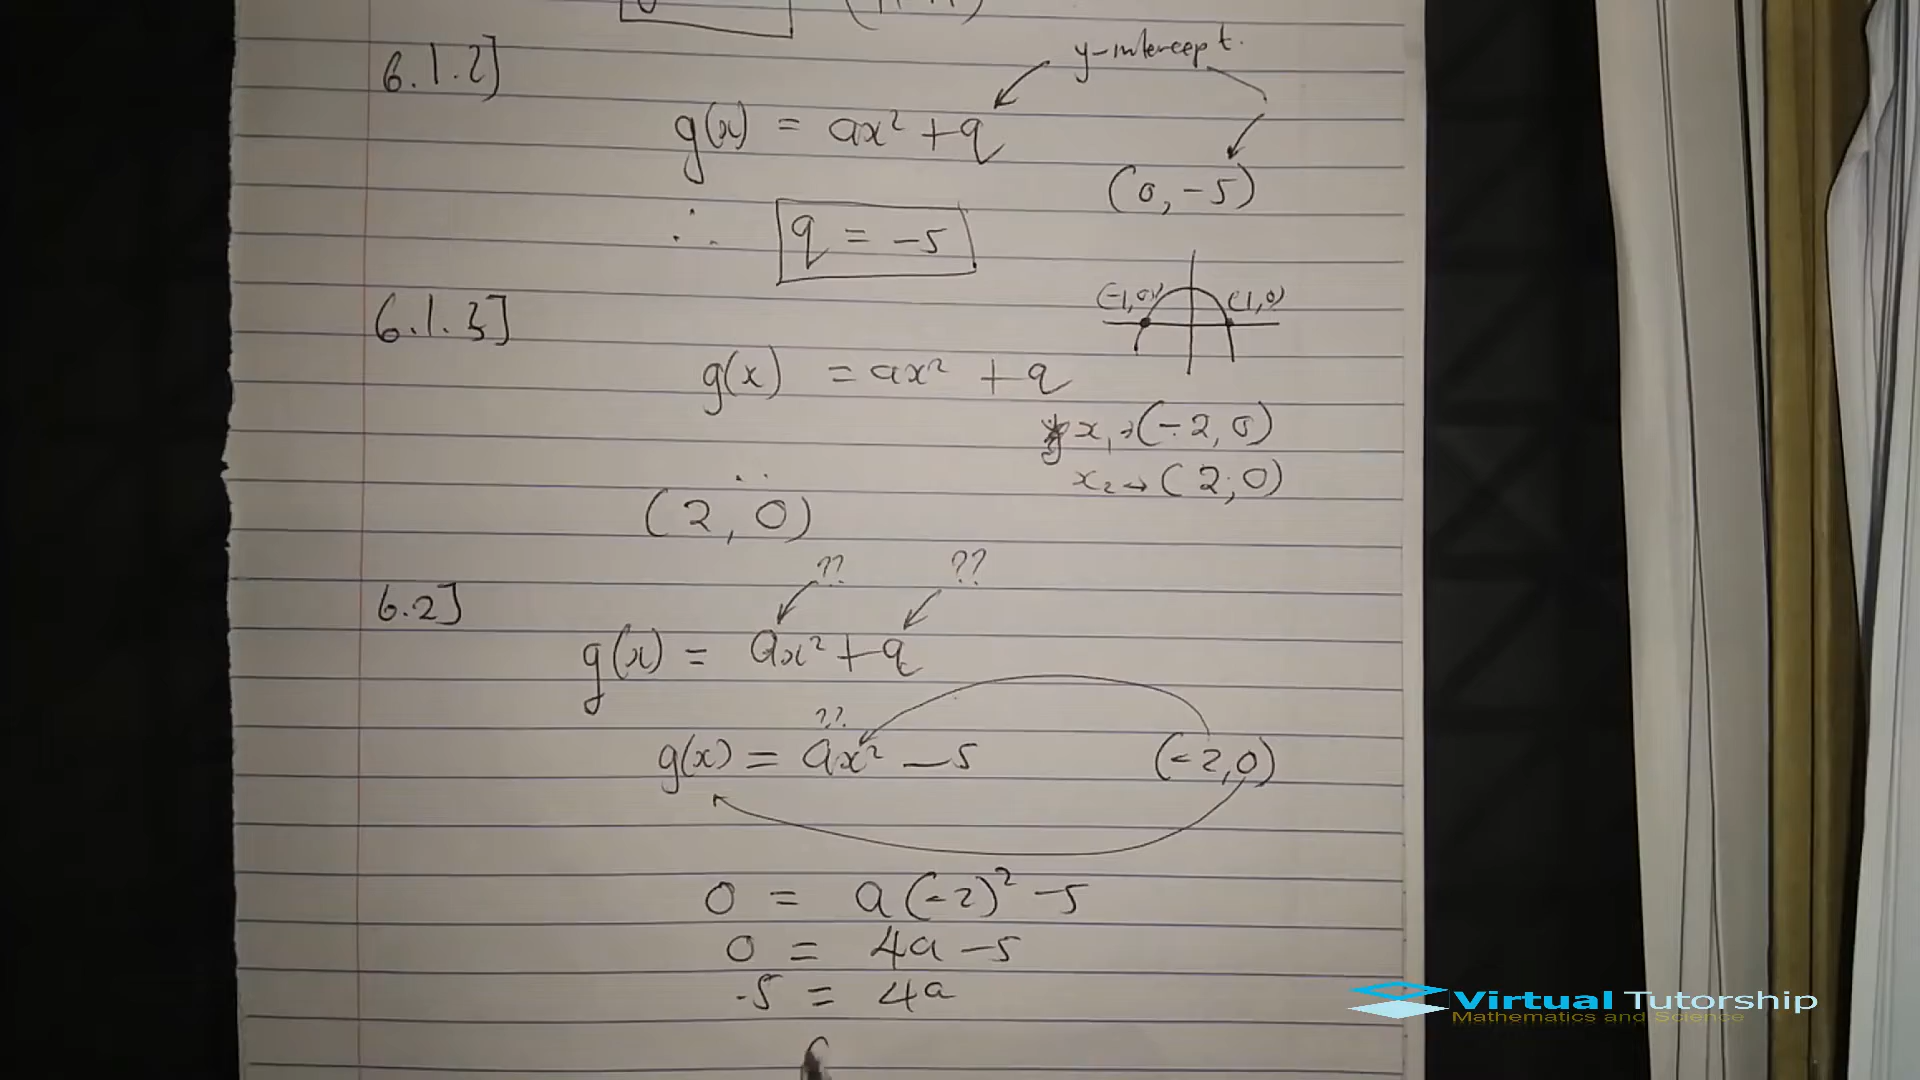 6.1.2]
y-intercept.
g(x) = ax² + q
(0, -5)
∴ q = -5
6.1.3]
(-1,0) (1,0)
g(x) = ax² + q
x₁→(-2, 0)
x₂→(2;0)
(2, 0)
?? ??
6.2]
g(x) = ax² + q
??
g(x) = ax² - 5 (-2,0)
0 = a(-2)² - 5
0 = 4a - 5
-5 = 4a
Virtual Tutorship
Mathematics and Science